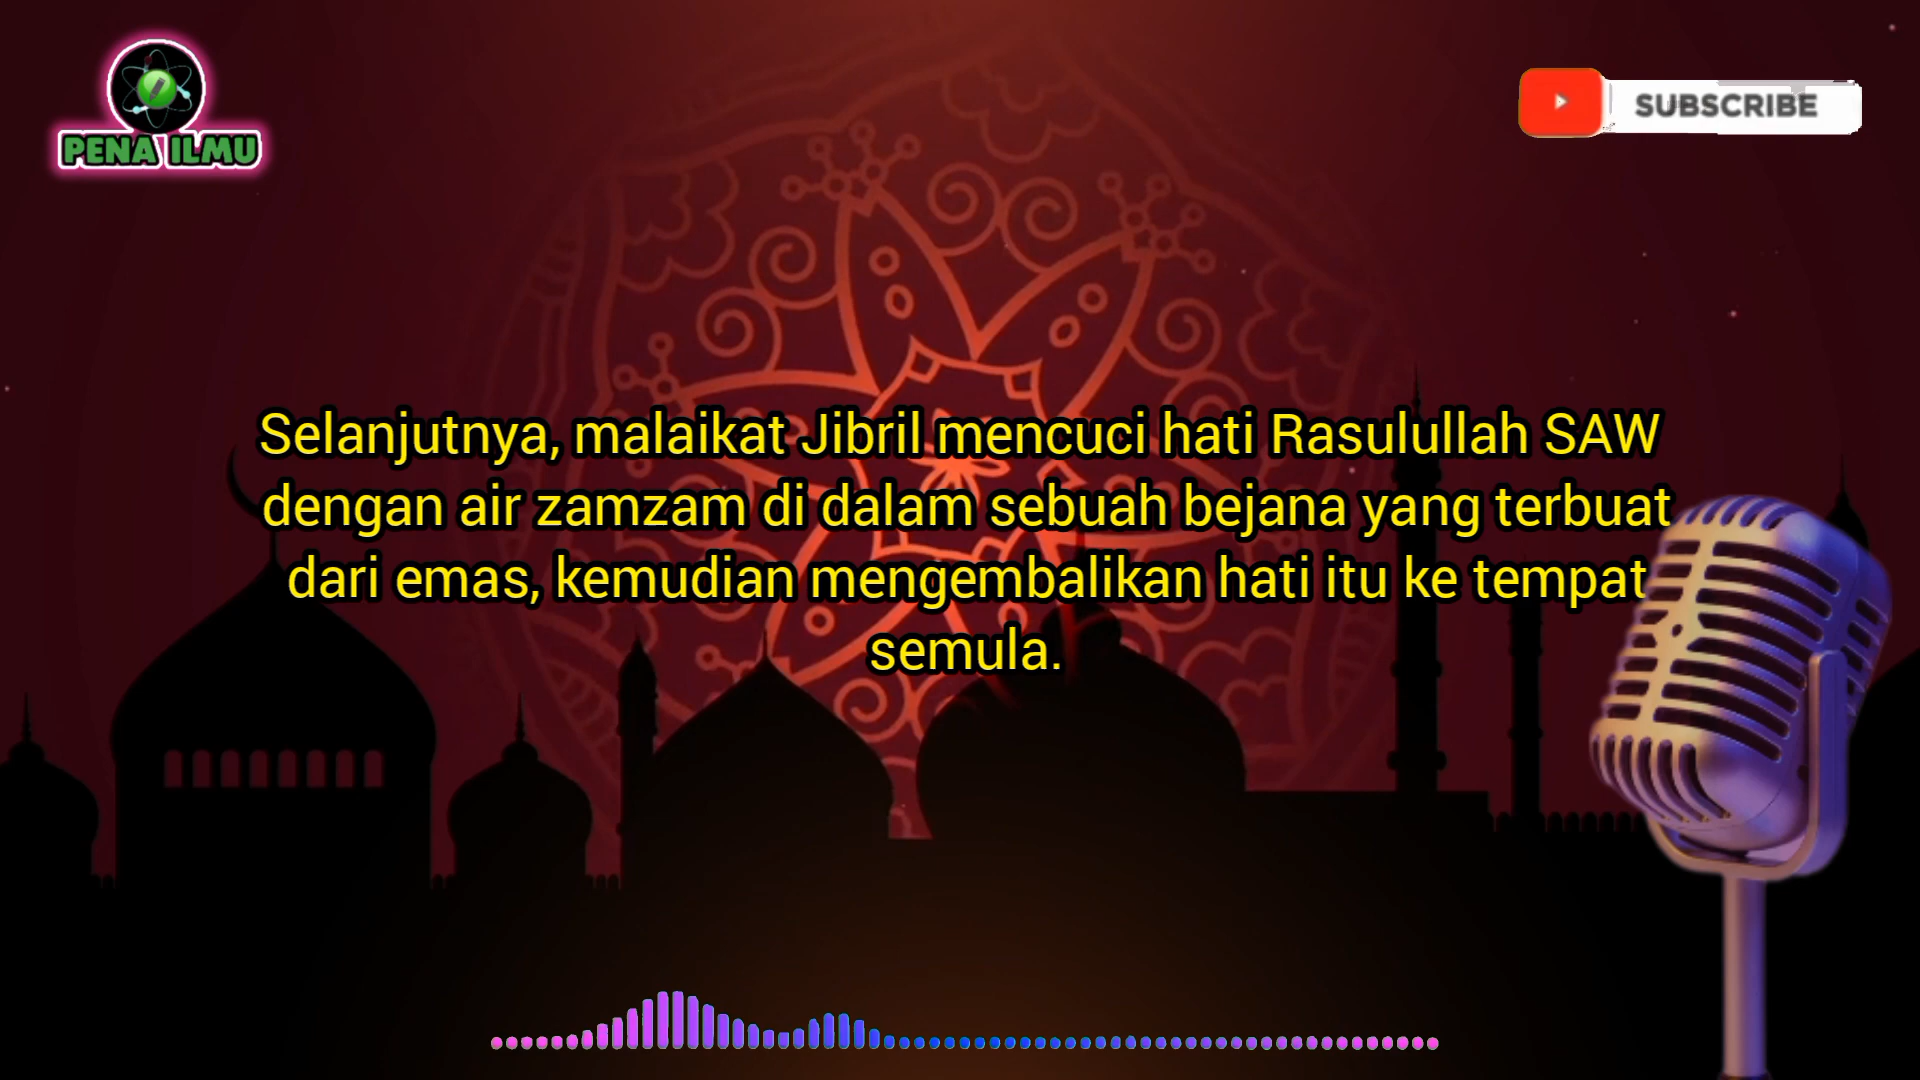 PENA ILMU
SUBSCRIBE
Selanjutnya, malaikat Jibril mencuci hati Rasulullah SAW
dengan air zamzam di dalam sebuah bejana yang terbuat
dari emas, kemudian mengembalikan hati itu ke tempat
semula.